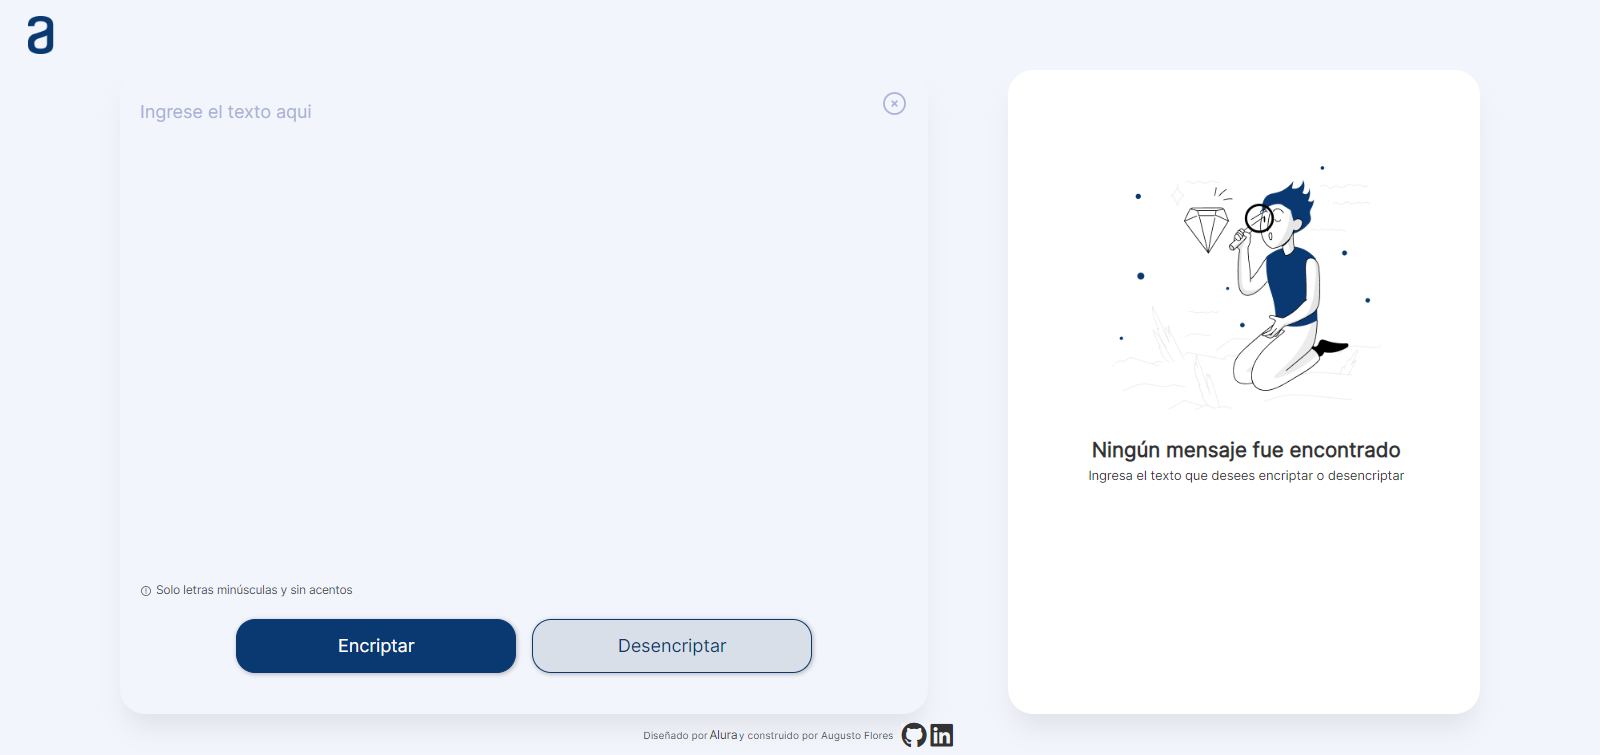 a
Ingrese el texto aqui
Solo letras minúsculas y sin acentos
Encriptar
Desencriptar
Ningún mensaje fue encontrado
Ingresa el texto que desees encriptar o desencriptar
Diseñado por Alura y construido por Augusto Flores
in